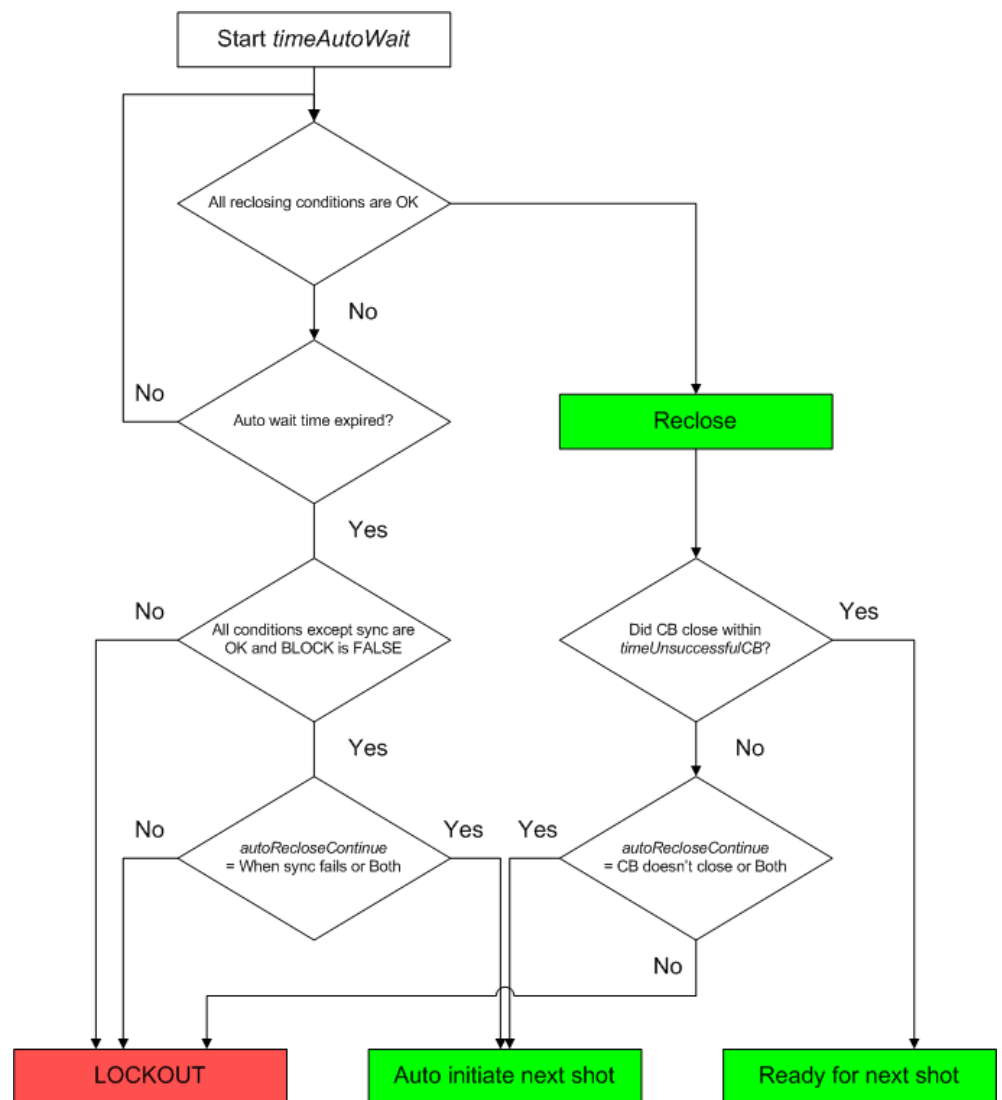 Start timeAutoWait
All reclosing conditions are OK
No
No
Auto wait time expired?
Reclose
Yes
No
All conditions except sync are
OK and BLOCK is FALSE
Did CB close within
timeUnsuccessfulCB?
Yes
Yes
No
No
autoRecloseContinue
= When sync fails or Both
Yes
Yes
autoRecloseContinue
= CB doesn't close or Both
No
LOCKOUT
Auto initiate next shot
Ready for next shot